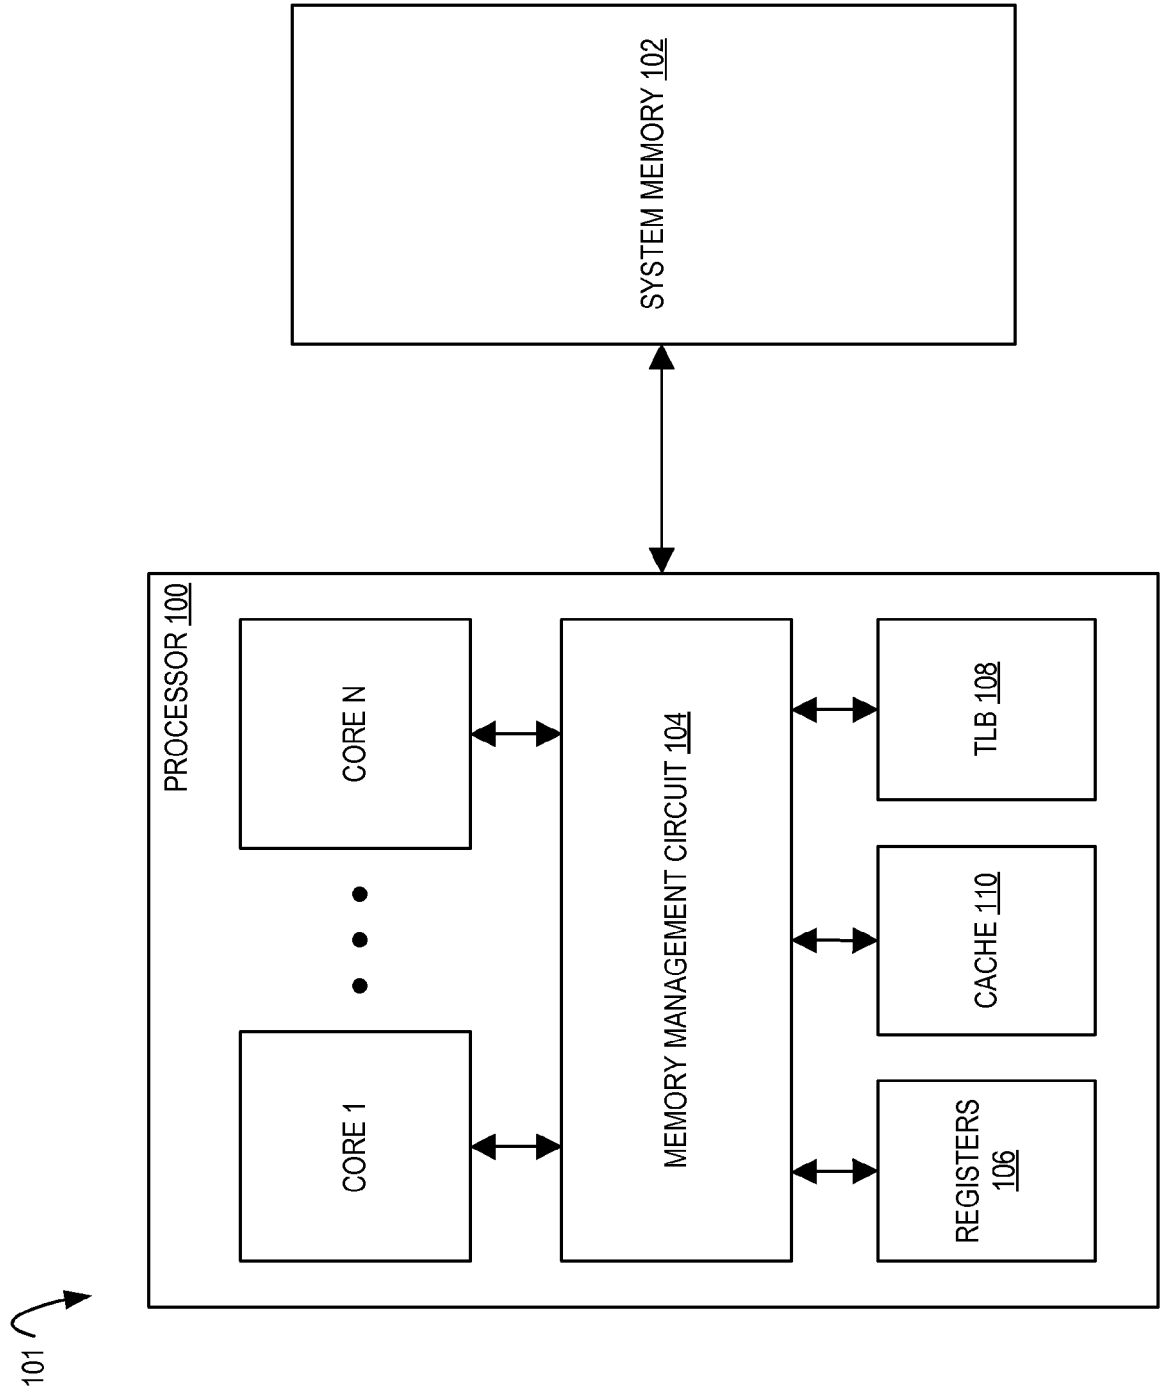 101
PROCESSOR 100
CORE 1
CORE N
MEMORY MANAGEMENT CIRCUIT 104
REGISTERS
106
CACHE 110
TLB 108
SYSTEM MEMORY 102